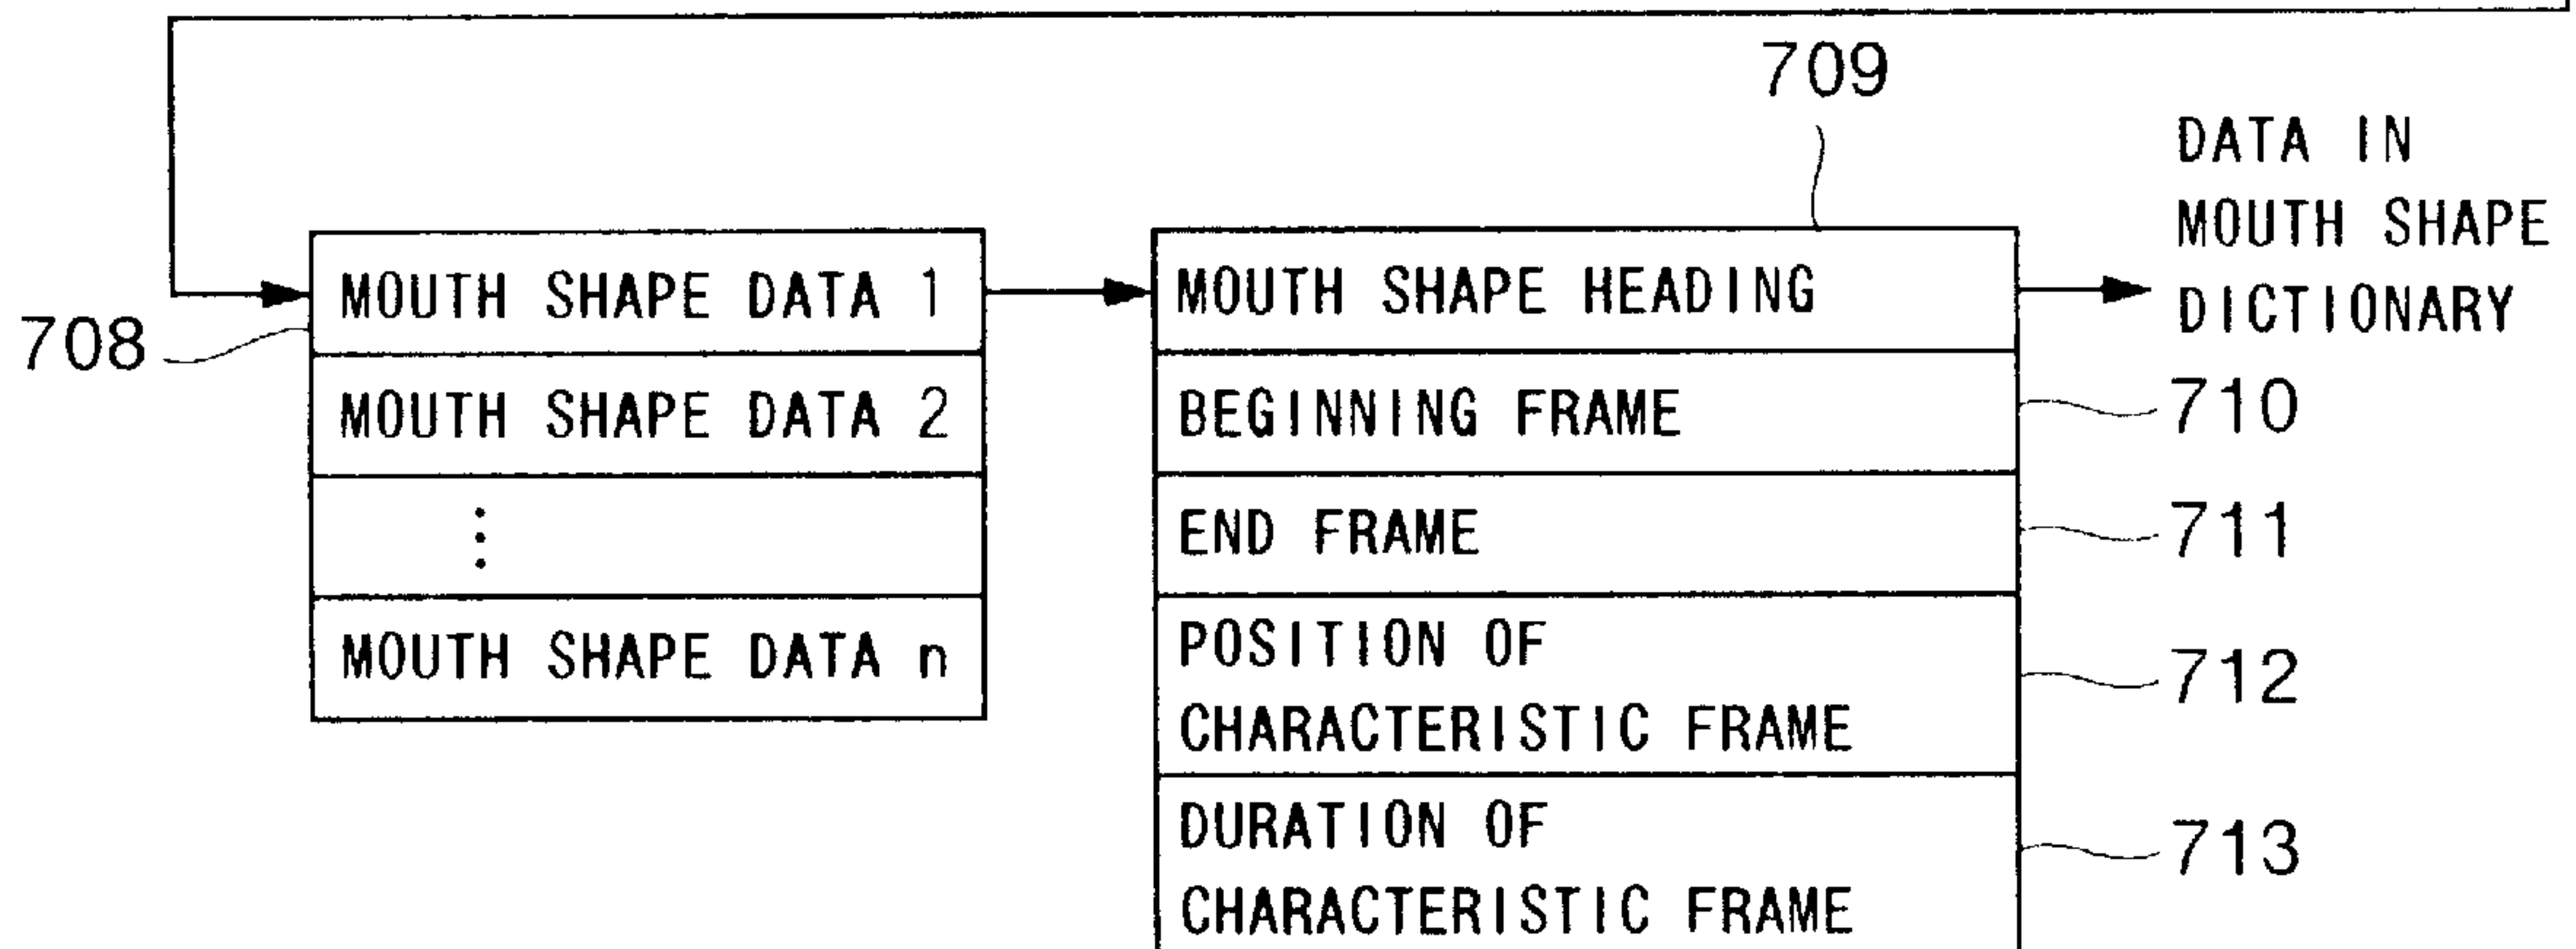 709
DATA IN
MOUTH SHAPE
DICTIONARY
708
MOUTH SHAPE DATA 1
MOUTH SHAPE DATA 2
⋮
MOUTH SHAPE DATA n
MOUTH SHAPE HEADING
BEGINNING FRAME
710
END FRAME
711
POSITION OF
CHARACTERISTIC FRAME
712
DURATION OF
CHARACTERISTIC FRAME
713